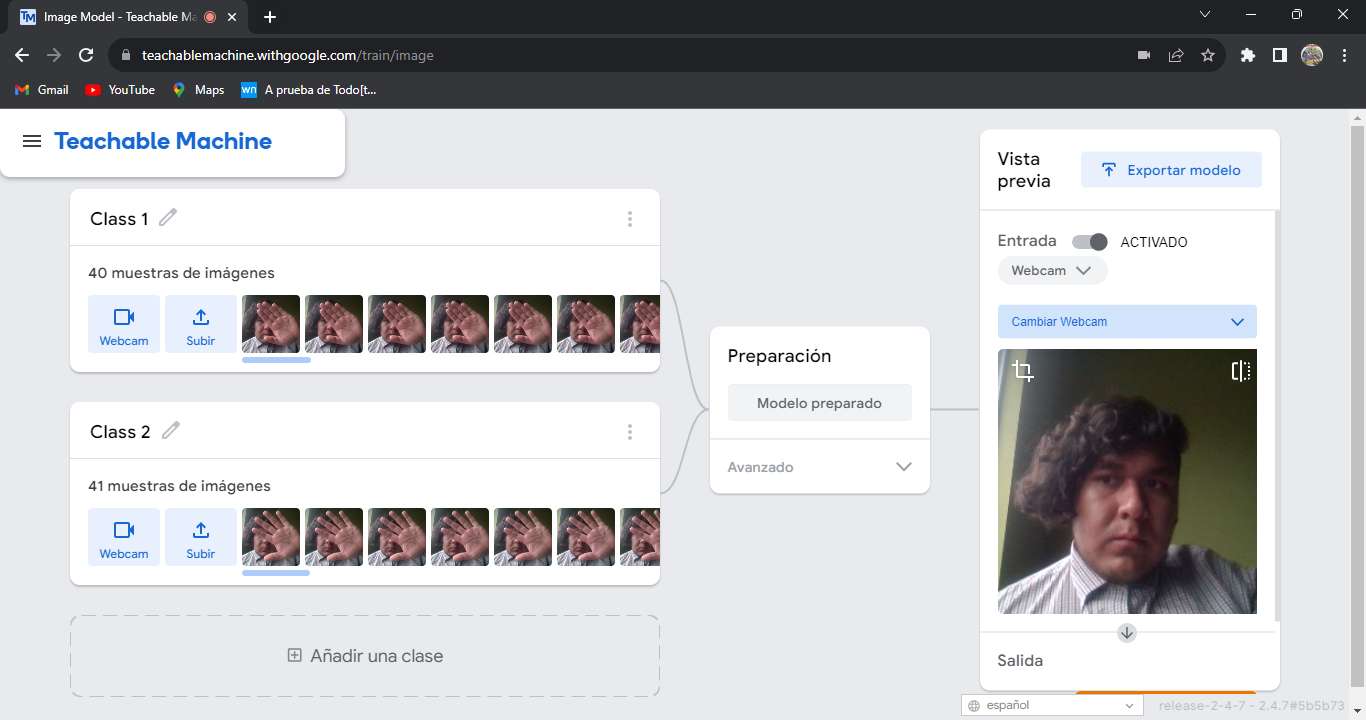 Image Model - Teachable Ma
teachablemachine.withgoogle.com/train/image
Gmail
YouTube
Maps
wn
A prueba de Todo[t...
Teachable Machine
Class 1
40 muestras de imágenes
Webcam
Subir
Class 2
41 muestras de imágenes
Webcam
Subir
Añadir una clase
Preparación
Modelo preparado
Avanzado
Vista
previa
Exportar modelo
Entrada
ACTIVADO
Webcam
Cambiar Webcam
Salida
español
release-2-4-7 - 2.4.7#5b5b73